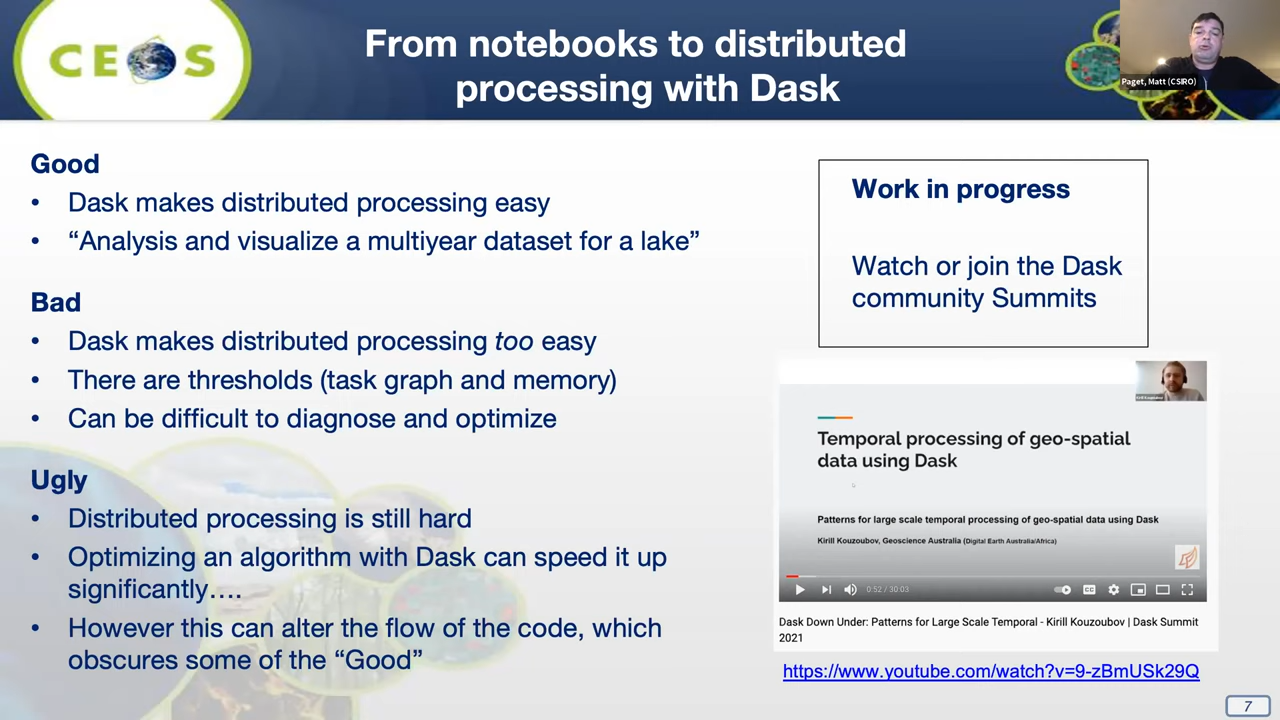 CEOS
From notebooks to distributed
processing with Dask
Paget, Matt (CSIRO)
Good
• Dask makes distributed processing easy
• “Analysis and visualize a multiyear dataset for a lake”
Bad
• Dask makes distributed processing too easy
• There are thresholds (task graph and memory)
• Can be difficult to diagnose and optimize
Ugly
• Distributed processing is still hard
• Optimizing an algorithm with Dask can speed it up
significantly….
• However this can alter the flow of the code, which
obscures some of the “Good”
Work in progress
Watch or join the Dask
community Summits
Temporal processing of geo-spatial
data using Dask
Patterns for large scale temporal processing of geo-spatial data using Dask
Kirill Kouzoubov, Geoscience Australia (Digital Earth Australia/Africa)
0:52 / 30:03
CC
Dask Down Under: Patterns for Large Scale Temporal - Kirill Kouzoubov | Dask Summit
2021
https://www.youtube.com/watch?v=9-zBmUSk29Q
7